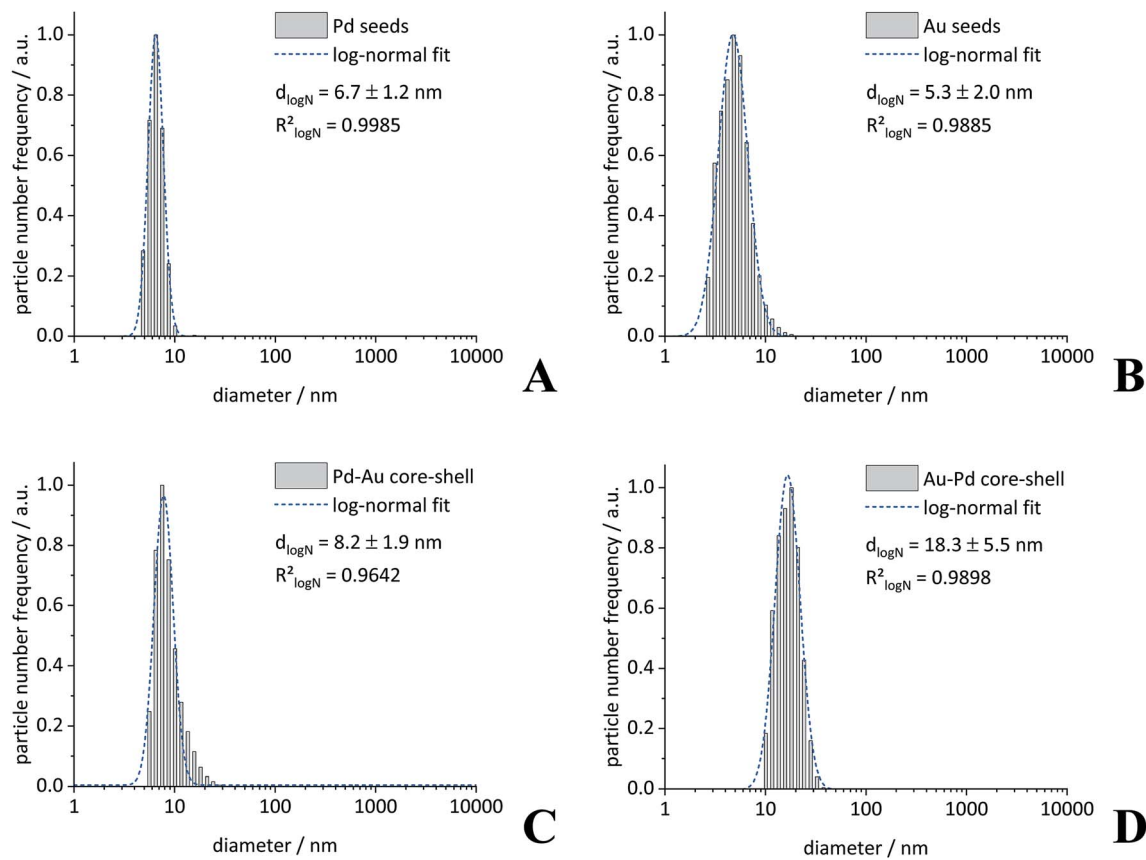 Pd seeds
log-normal fit
d_logN = 6.7 ± 1.2 nm
R²_logN = 0.9985
particle number frequency / a.u.
1.0
0.8
0.6
0.4
0.2
0.0
1 10 100 1000 10000
diameter / nm
A
Au seeds
log-normal fit
d_logN = 5.3 ± 2.0 nm
R²_logN = 0.9885
particle number frequency / a.u.
1.0
0.8
0.6
0.4
0.2
0.0
1 10 100 1000 10000
diameter / nm
B
Pd-Au core-shell
log-normal fit
d_logN = 8.2 ± 1.9 nm
R²_logN = 0.9642
particle number frequency / a.u.
1.0
0.8
0.6
0.4
0.2
0.0
1 10 100 1000 10000
diameter / nm
C
Au-Pd core-shell
log-normal fit
d_logN = 18.3 ± 5.5 nm
R²_logN = 0.9898
particle number frequency / a.u.
1.0
0.8
0.6
0.4
0.2
0.0
1 10 100 1000 10000
diameter / nm
D